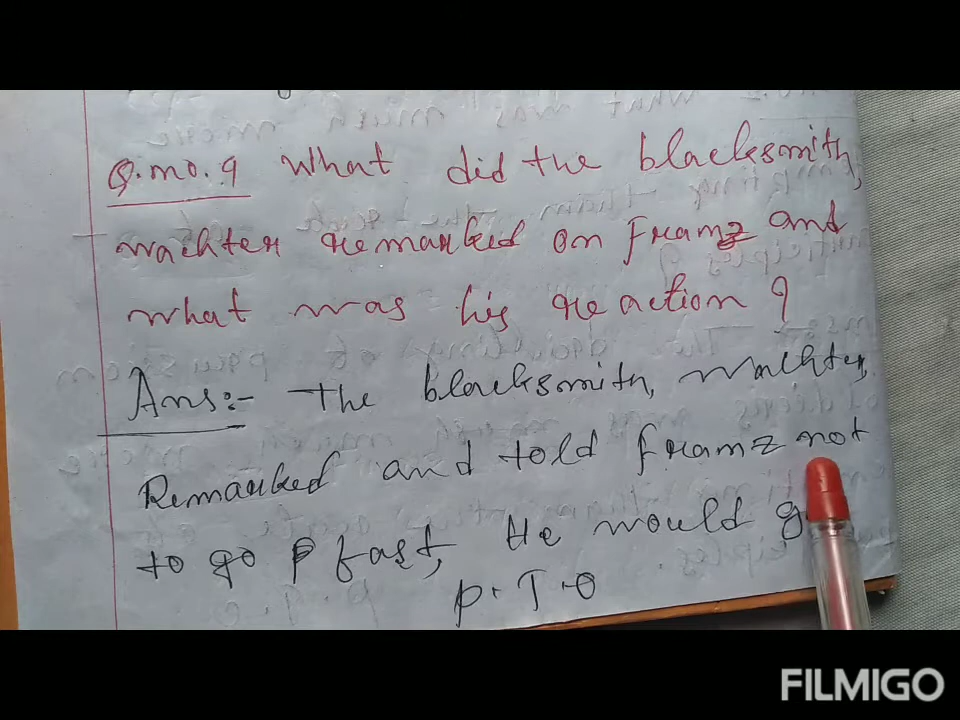 Q.no.9 What did the blacksmith,
wachter remarked on franz and
what was his reaction ?
Ans:- The blacksmith, wachter,
Remarked and told franz not
to go fast, He would
P.T.O
FILMIGO